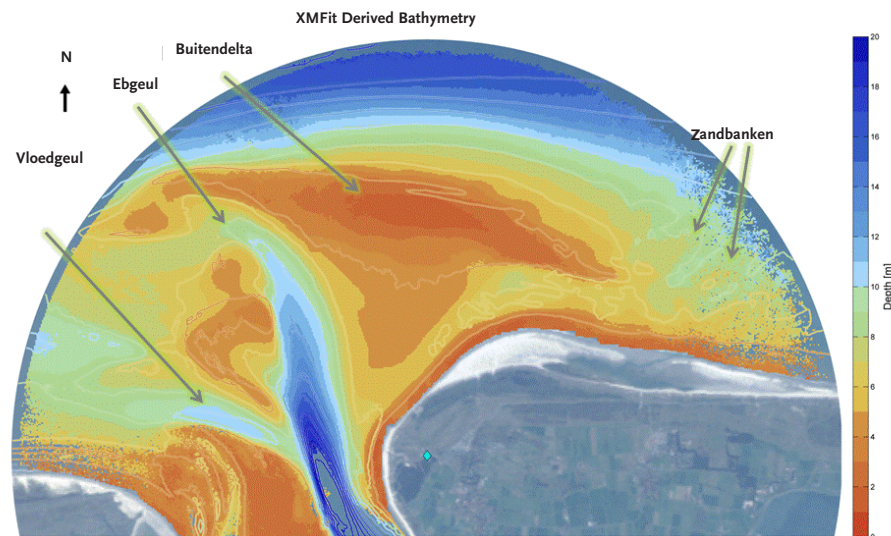 XMFit Derived Bathymetry
N
Buitendelta
Ebgeul
Vloedgeul
Zandbanken
20
18
16
14
12
10
8
6
4
2
0
Depth [m]